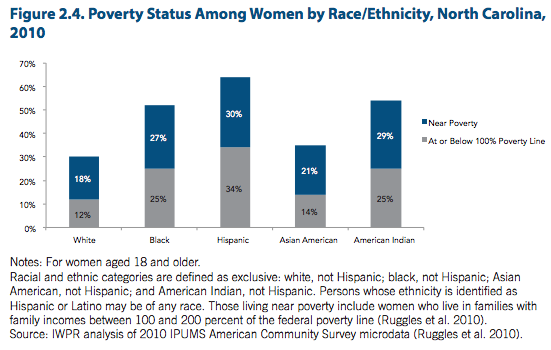 Figure 2.4. Poverty Status Among Women by Race/Ethnicity, North Carolina,
2010
70%
60%
50%
40%
30%
20%
10%
0%
18%
12%
27%
25%
30%
34%
21%
14%
29%
25%
White
Black
Hispanic
Asian American
American Indian
Near Poverty
At or Below 100% Poverty Line
Notes: For women aged 18 and older.
Racial and ethnic categories are defined as exclusive: white, not Hispanic; black, not Hispanic; Asian
American, not Hispanic; and American Indian, not Hispanic. Persons whose ethnicity is identified as
Hispanic or Latino may be of any race. Those living near poverty include women who live in families with
family incomes between 100 and 200 percent of the federal poverty line (Ruggles et al. 2010).
Source: IWPR analysis of 2010 IPUMS American Community Survey microdata (Ruggles et al. 2010).